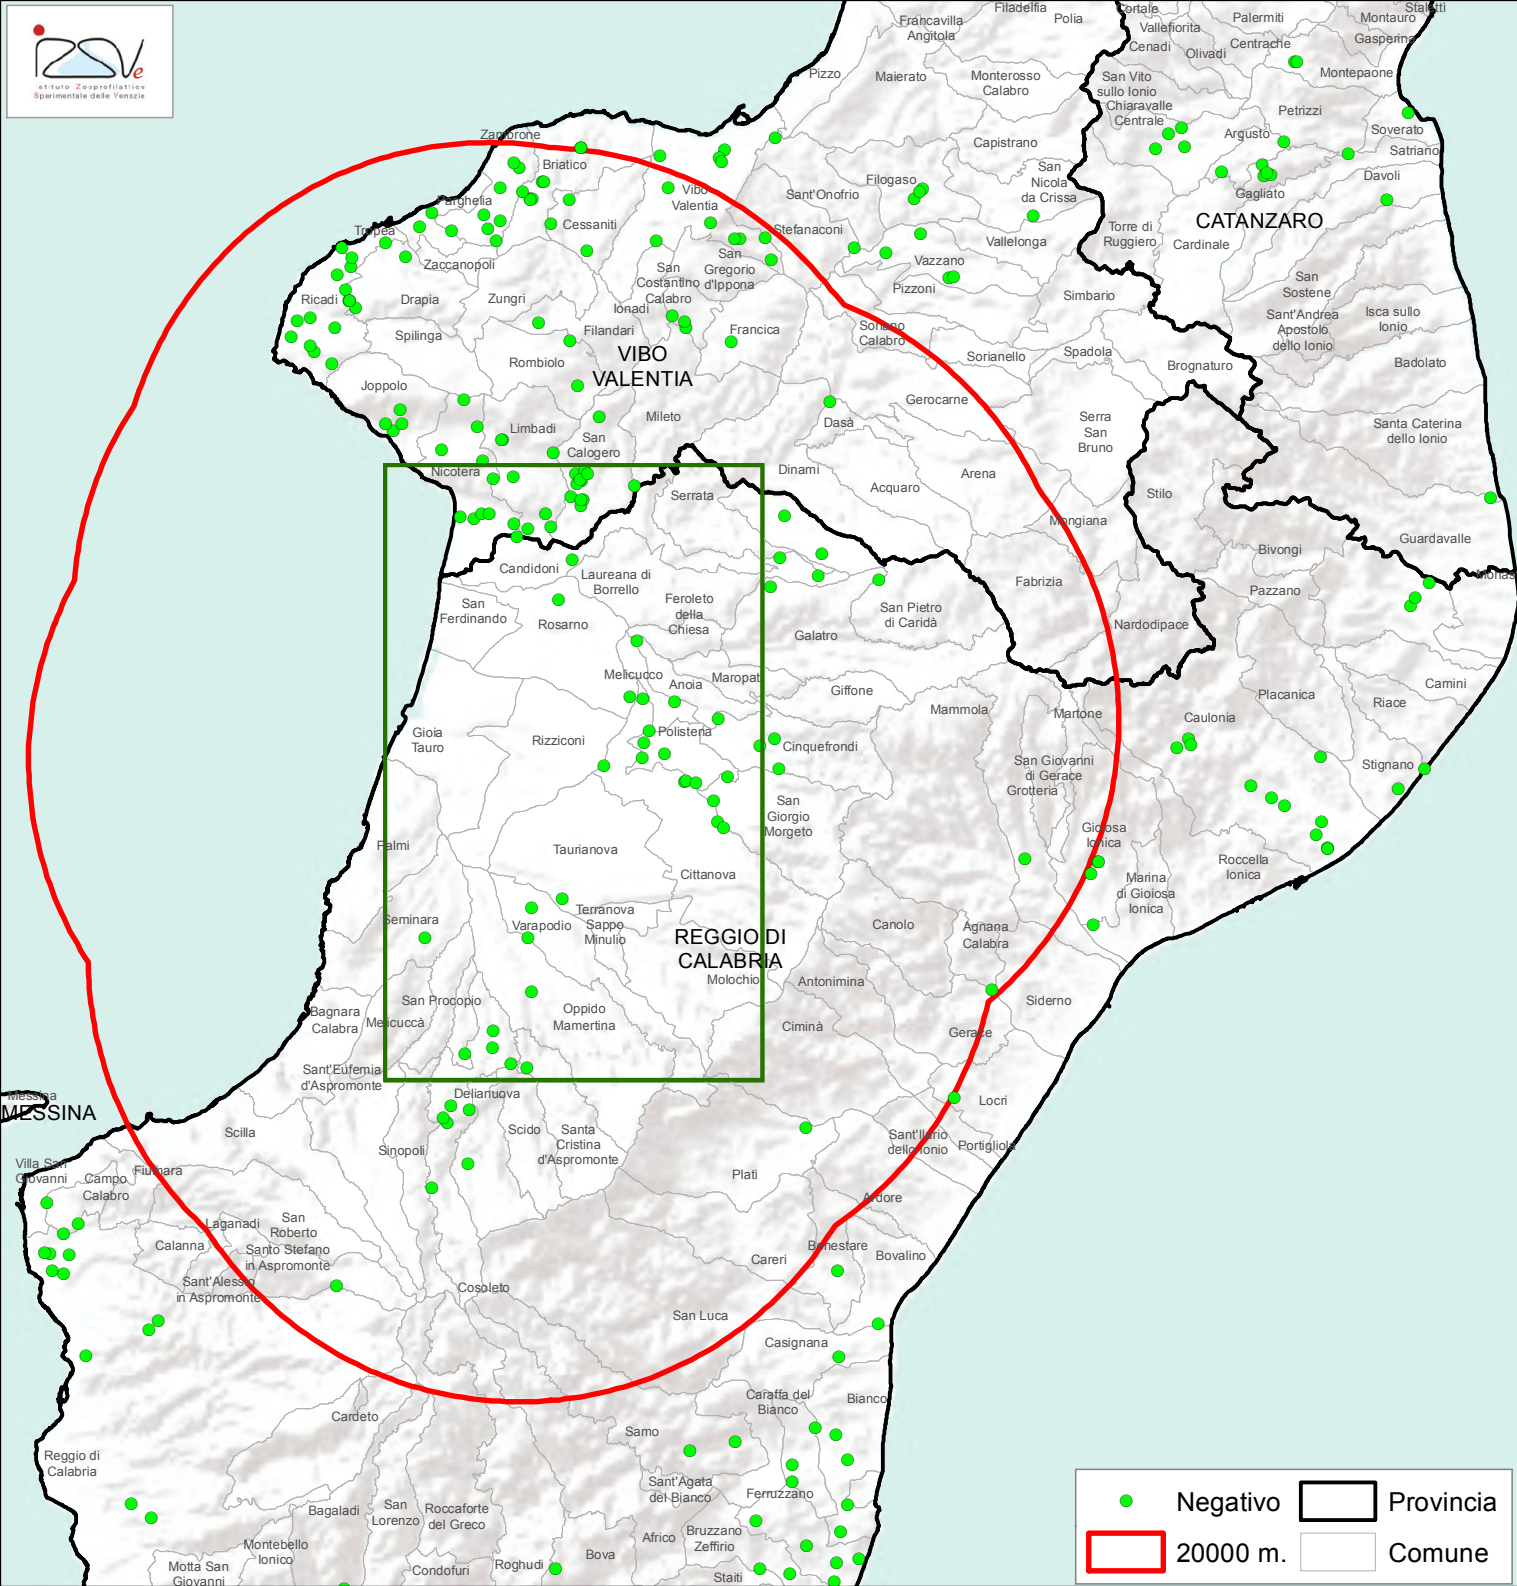 IZSVe
Istituto Zooprofilattico
Sperimentale delle Venezie
Filadelfia
Polia
Francavilla
Angitola
Cortale
Vallefiorita
Cenadi
Olivadi
Palermiti
Centrache
Montauro
Stalettì
Gasperina
Montepaone
Pizzo
Maierato
Monterosso
Calabro
San Vito
sullo Ionio
Chiaravalle
Centrale
Petrizzi
Argusto
Soverato
Satriano
Zambrone
Briatico
Capistrano
San
Nicola
da Crissa
Davoli
Gagliato
Parghelia
Vibo
Valentia
Sant'Onofrio
Filogaso
CATANZARO
Tropea
Cessaniti
Stefanaconi
Vallelonga
Torre di
Ruggiero
Cardinale
Zaccanopoli
San
Gregorio
d'Ippona
San
Costantino
Calabro
Vazzano
Pizzoni
Simbario
San
Sostene
Ricadi
Drapia
Zungri
Ionadi
Sant'Andrea
Apostolo
dello Ionio
Isca sullo
Ionio
Spilinga
Filandari
Francica
Soriano
Calabro
Sorianello
Spadola
Brognaturo
Badolato
Rombiolo
VIBO
VALENTIA
Joppolo
Mileto
Gerocarne
Dasà
Serra
San
Bruno
Santa Caterina
dello Ionio
Limbadi
San
Calogero
Nicotera
Dinami
Acquaro
Arena
Serrata
Stilo
Mongiana
Guardavalle
Bivongi
Candidoni
Laureana di
Borrello
Fabrizia
Pazzano
Monas
San
Ferdinando
Rosarno
Feroleto
della
Chiesa
San Pietro
di Caridà
Galatro
Nardodipace
Melicucco
Anoia
Maropat
Giffone
Mammola
Martone
Placanica
Camini
Riace
Caulonia
Gioia
Tauro
Rizziconi
Polistena
Cinquefrondi
San Giovanni
di Gerace
Grotteria
Stignano
San
Giorgio
Morgeto
Palmi
Taurianova
Cittanova
Gioiosa
Ionica
Roccella
Ionica
Marina
di Gioiosa
Ionica
Seminara
Varapodio
Terranova
Sappo
Minulio
REGGIO DI
CALABRIA
Canolo
Agnana
Calabra
Molochio
Antonimina
San Procopio
Bagnara
Calabra
Melicuccà
Oppido
Mamertina
Ciminà
Siderno
Gerace
Sant'Eufemia
d'Aspromonte
Delianuova
Locri
Messina
MESSINA
Scilla
Sinopoli
Scido
Santa
Cristina
d'Aspromonte
Sant'Ilario
dello Ionio
Portigliola
Villa San
Giovanni
Campo
Calabro
Fiumara
Platì
Ardore
Laganadi
San
Roberto
Calanna
Santo Stefano
in Aspromonte
Sant'Alessio
in Aspromonte
Careri
Benestare
Bovalino
Cosoleto
San Luca
Casignana
Caraffa del
Bianco
Bianco
Cardeto
Samo
Reggio di
Calabria
Sant'Agata
del Bianco
Ferruzzano
Bagaladi
San
Lorenzo
Roccaforte
del Greco
Africo
Bruzzano
Zeffirio
Montebello
Ionico
Motta San
Giovanni
Condofuri
Roghudi
Bova
Staiti
Negativo
Provincia
20000 m.
Comune